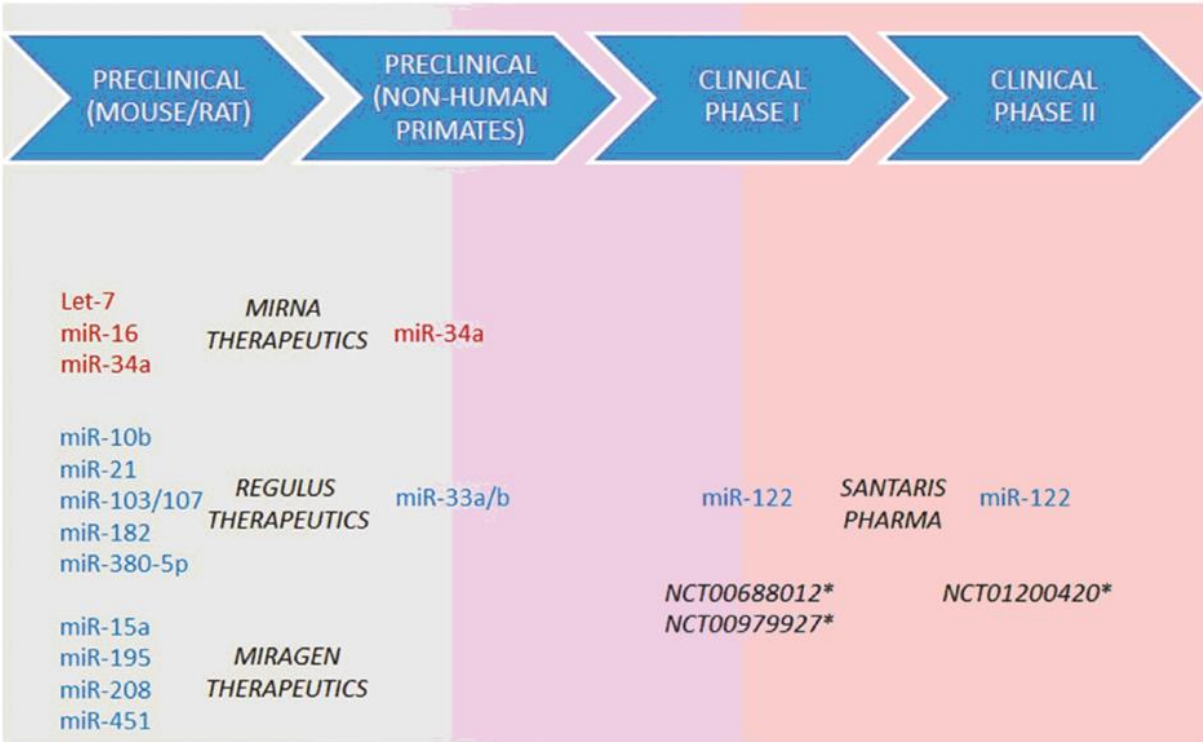 PRECLINICAL
(MOUSE/RAT)
PRECLINICAL
(NON-HUMAN
PRIMATES)
CLINICAL
PHASE I
CLINICAL
PHASE II
Let-7
miR-16
miR-34a
MIRNA
THERAPEUTICS
miR-34a
miR-10b
miR-21
miR-103/107
miR-182
miR-380-5p
REGULUS
THERAPEUTICS
miR-33a/b
miR-122
SANTARIS
PHARMA
miR-122
NCT00688012*
NCT00979927*
NCT01200420*
miR-15a
miR-195
miR-208
miR-451
MIRAGEN
THERAPEUTICS